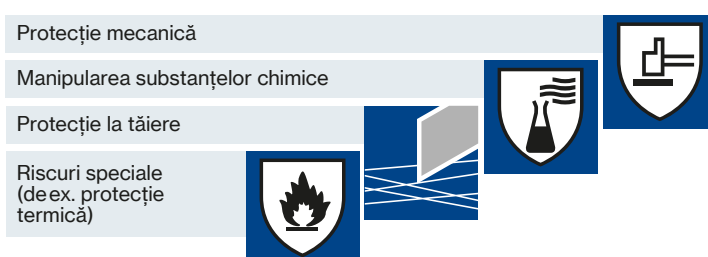 Protecție mecanică
Manipularea substanțelor chimice
Protecție la tăiere
Riscuri speciale
(de ex. protecție
termică)